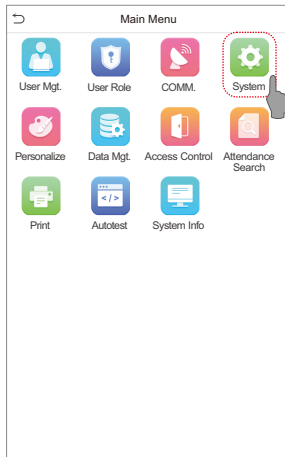 Main Menu
User Mgt.
User Role
COMM.
System
Personalize
Data Mgt.
Access Control
Attendance
Search
Print
Autotest
System Info